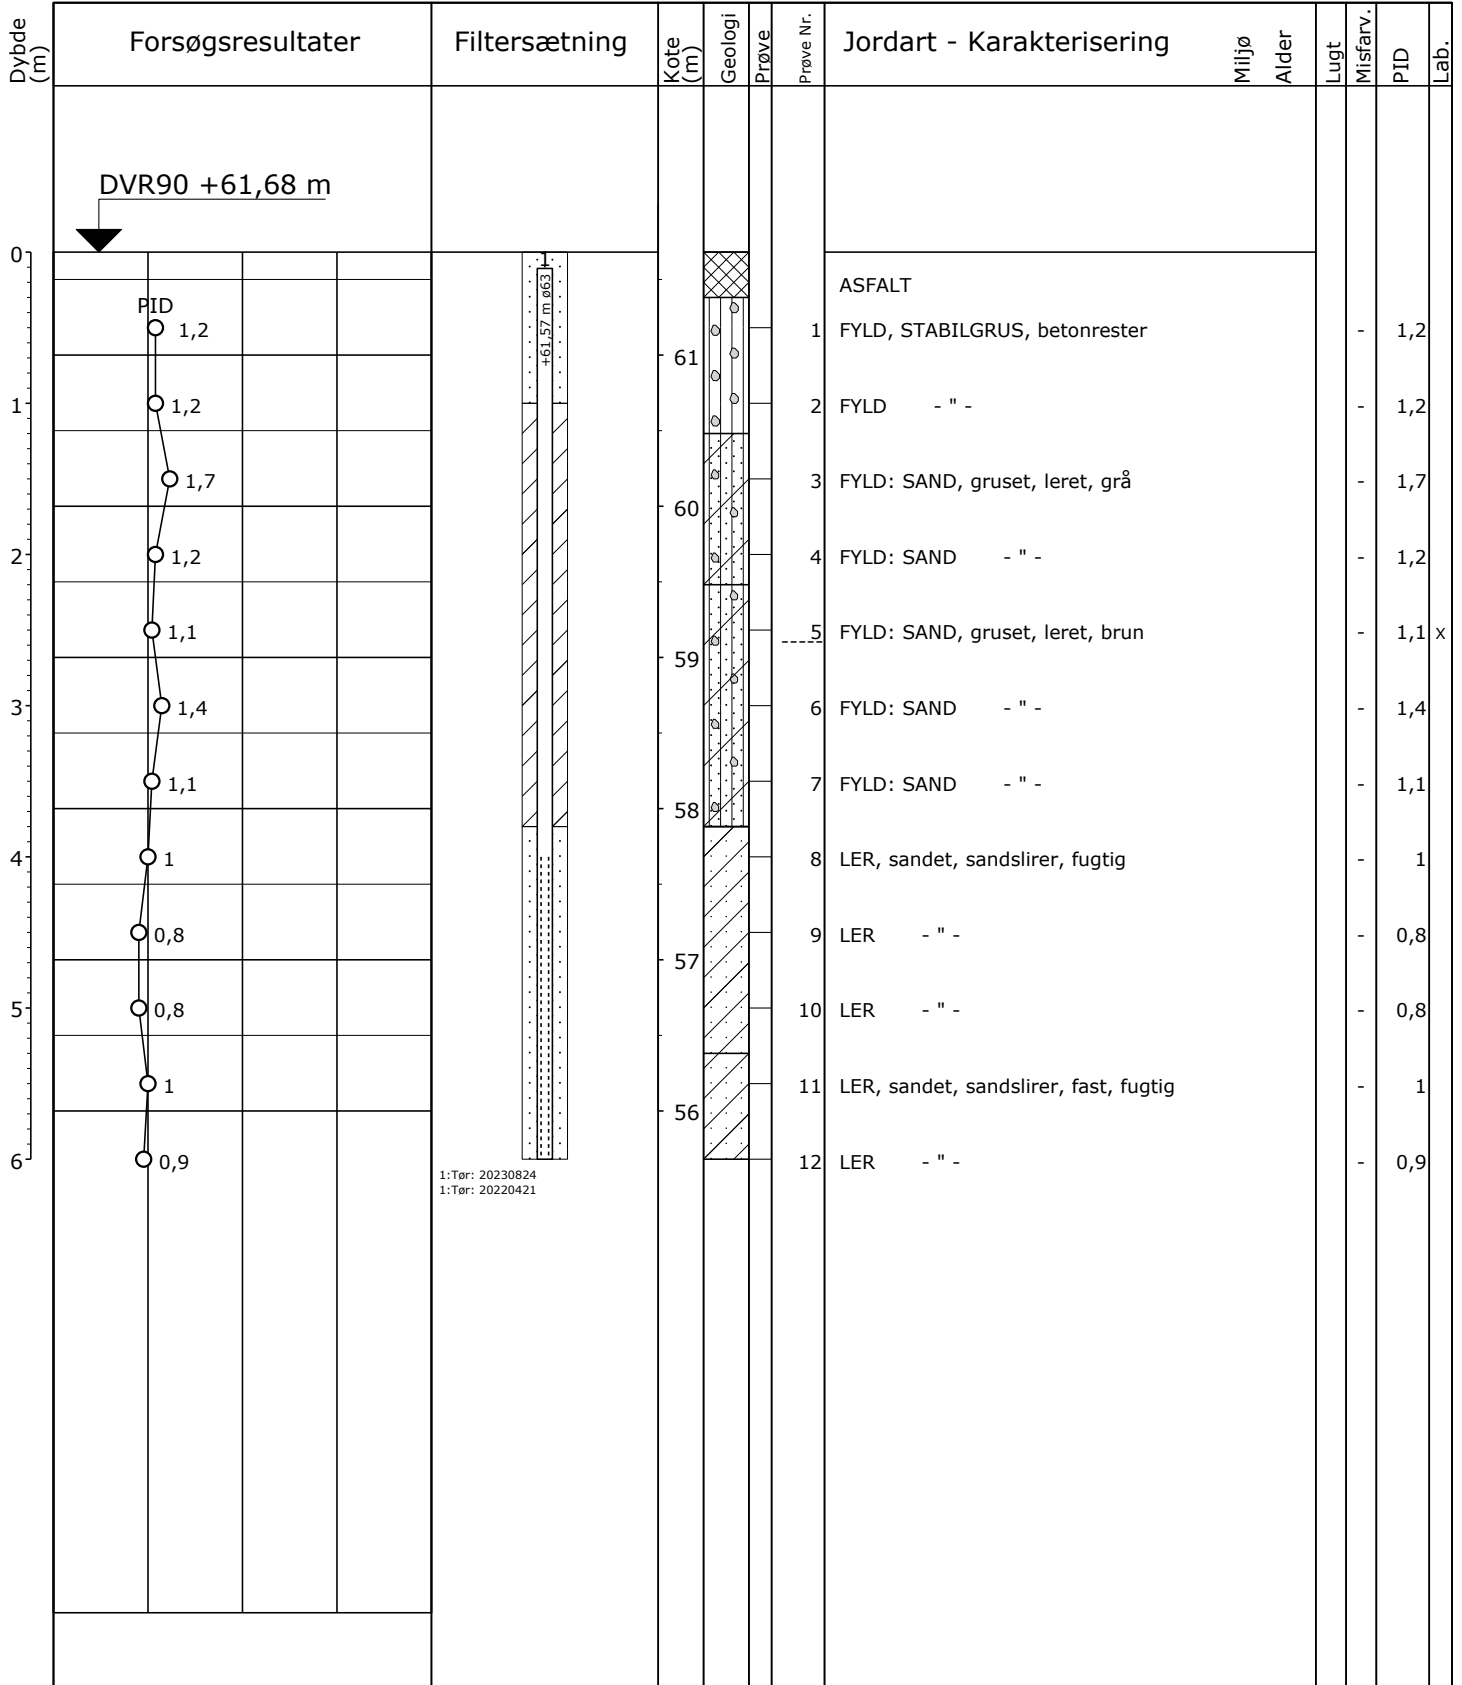 Dybde (m) Forsøgsresultater Filtersætning Kote (m) Geologi Prøve Prøve Nr. Jordart - Karakterisering Miljø Alder Lugt Misfarv. PID Lab.
DVR90 +61,68 m
0 1
+61,57 m ø63
ASFALT
PID
1,2 1 FYLD, STABILGRUS, betonrester - 1,2
61
1 1,2 2 FYLD - " - - 1,2
1,7 3 FYLD: SAND, gruset, leret, grå - 1,7
60
2 1,2 4 FYLD: SAND - " - - 1,2
1,1 5 FYLD: SAND, gruset, leret, brun - 1,1 x
59
3 1,4 6 FYLD: SAND - " - - 1,4
1,1 7 FYLD: SAND - " - - 1,1
58
4 1 8 LER, sandet, sandslirer, fugtig - 1
0,8 9 LER - " - - 0,8
57
5 0,8 10 LER - " - - 0,8
1 11 LER, sandet, sandslirer, fast, fugtig - 1
56
6 0,9 12 LER - " - - 0,9
1:Tør: 20230824
1:Tør: 20220421